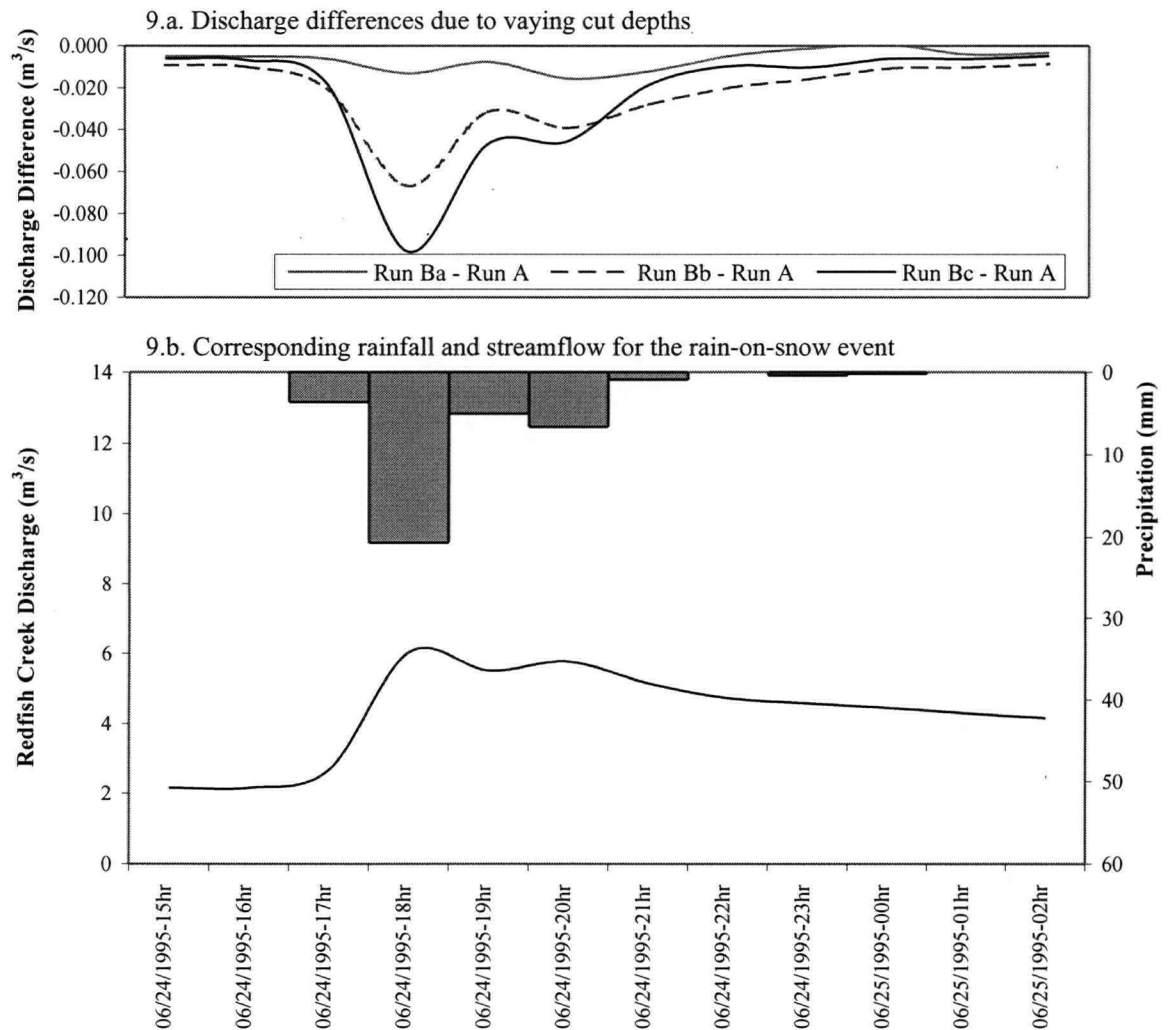 9.a. Discharge differences due to vaying cut depths
Discharge Difference (m³/s)
0.000
-0.020
-0.040
-0.060
-0.080
-0.100
-0.120
Run Ba - Run A Run Bb - Run A Run Bc - Run A
9.b. Corresponding rainfall and streamflow for the rain-on-snow event
Redfish Creek Discharge (m³/s)
14
12
10
8
6
4
2
0
0
10
20
30
40
50
60
Precipitation (mm)
06/24/1995-15hr
06/24/1995-16hr
06/24/1995-17hr
06/24/1995-18hr
06/24/1995-19hr
06/24/1995-20hr
06/24/1995-21hr
06/24/1995-22hr
06/24/1995-23hr
06/25/1995-00hr
06/25/1995-01hr
06/25/1995-02hr